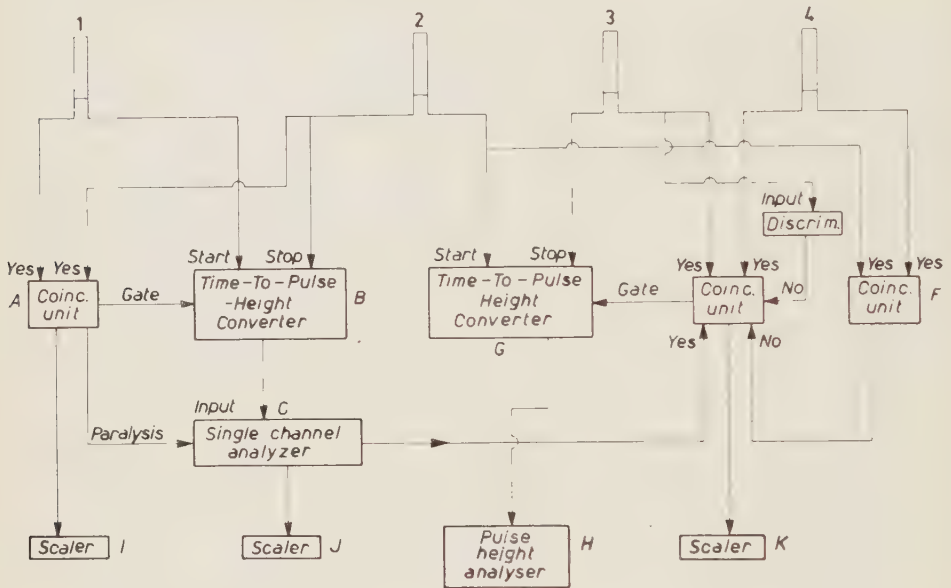 1
2
3
4
Input
Discrim.
Yes Yes
Start Stop
Start Stop
Yes Yes
Yes Yes
A
Coinc.
unit
Gate
Time-To-Pulse
-Height
Converter
B
Time-To-Pulse
Height
Converter
G
Gate
Coinc.
unit
No
Coinc.
unit
F
Yes
No
Input C
Paralysis
Single channel
analyzer
Scaler I
Scaler J
Pulse
height
analyser
H
Scaler K